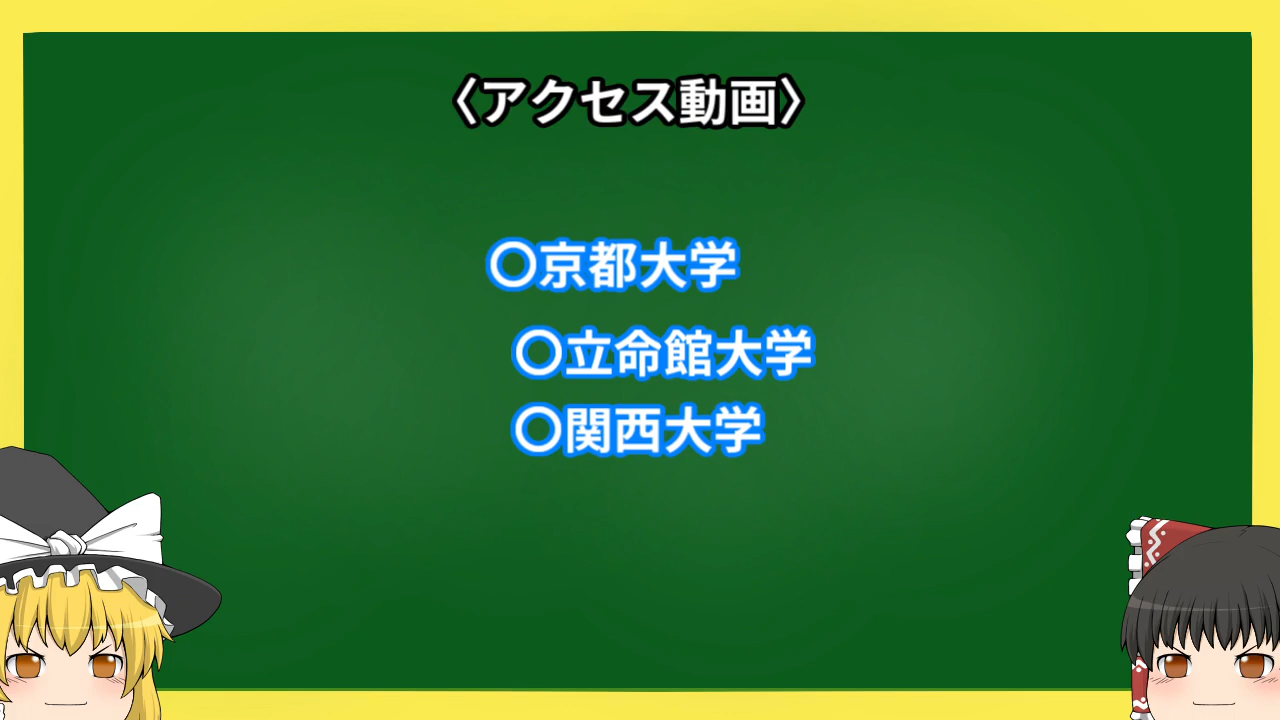 〈アクセス動画〉
〇京都大学
〇立命館大学
〇関西大学